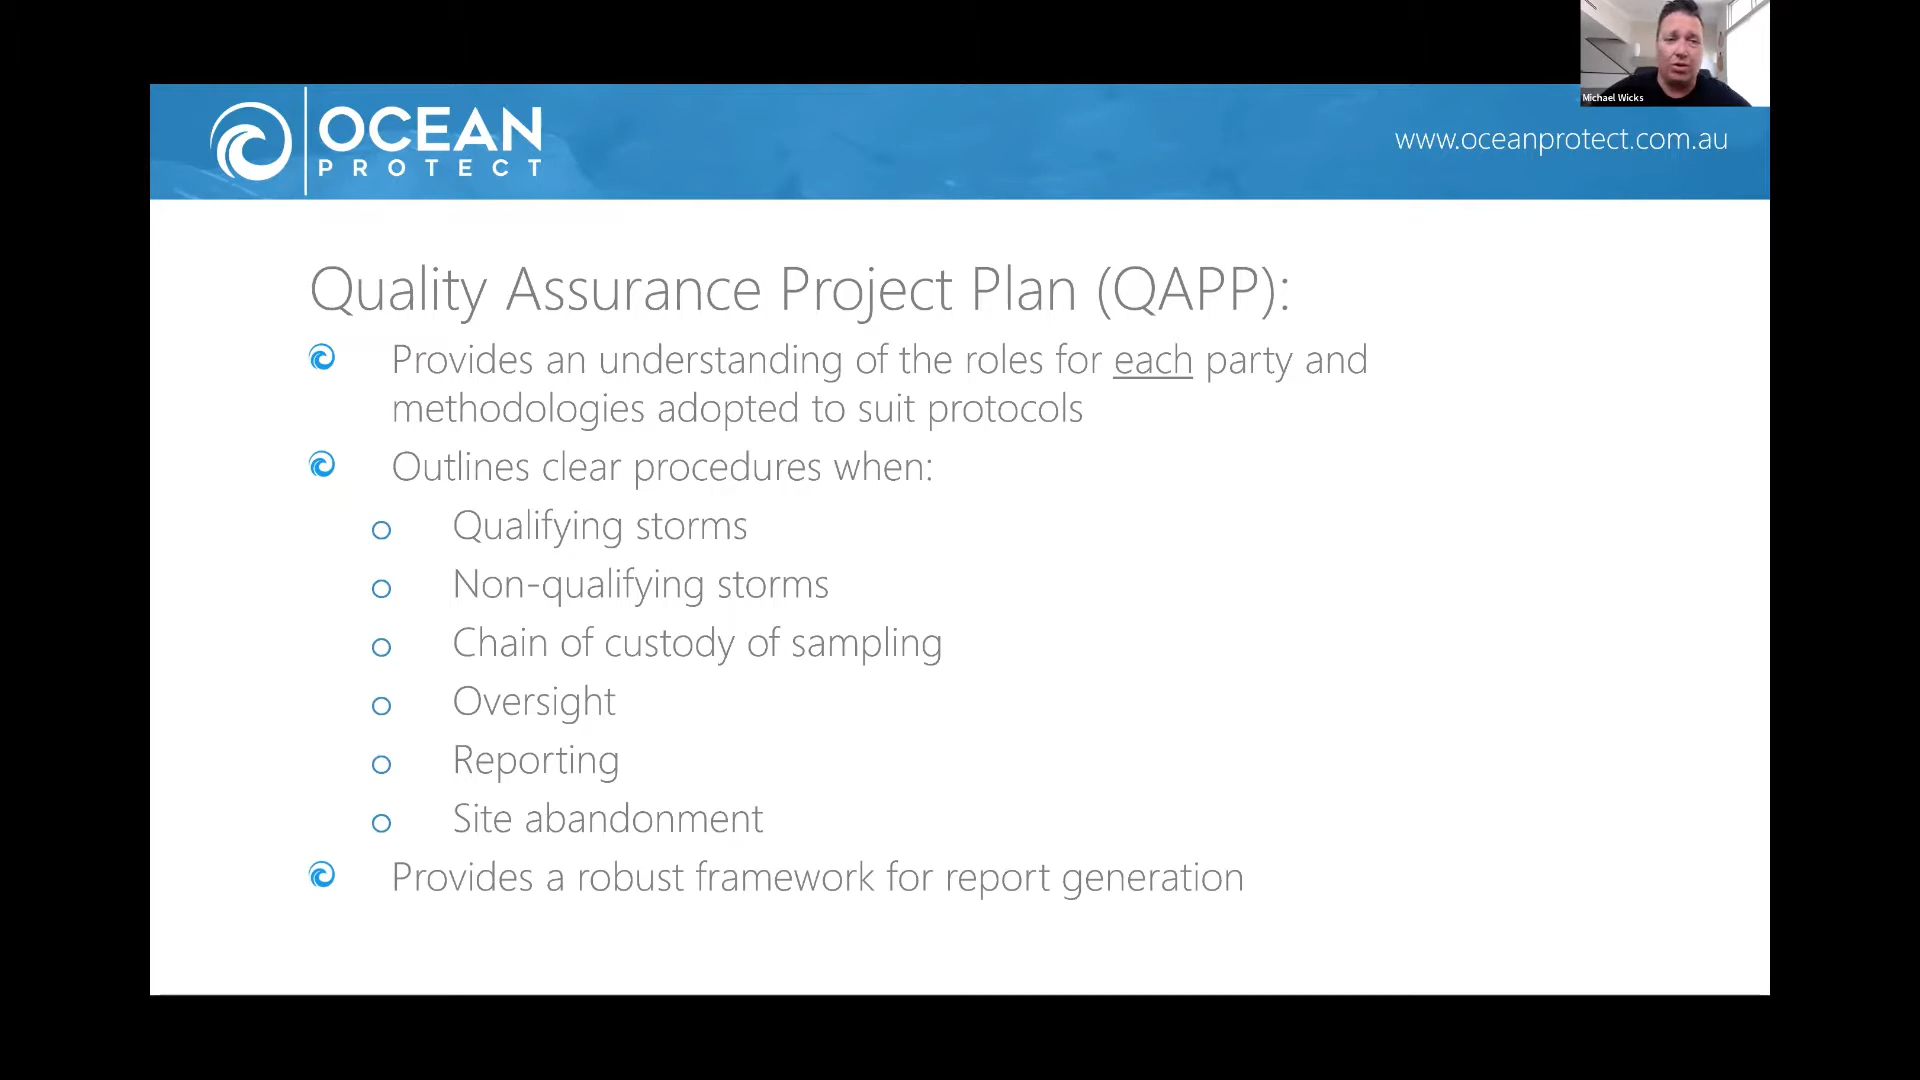 Michael Wicks
OCEAN
PROTECT
www.oceanprotect.com.au
Quality Assurance Project Plan (QAPP):
Provides an understanding of the roles for each party and
methodologies adopted to suit protocols
Outlines clear procedures when:
Qualifying storms
Non-qualifying storms
Chain of custody of sampling
Oversight
Reporting
Site abandonment
Provides a robust framework for report generation